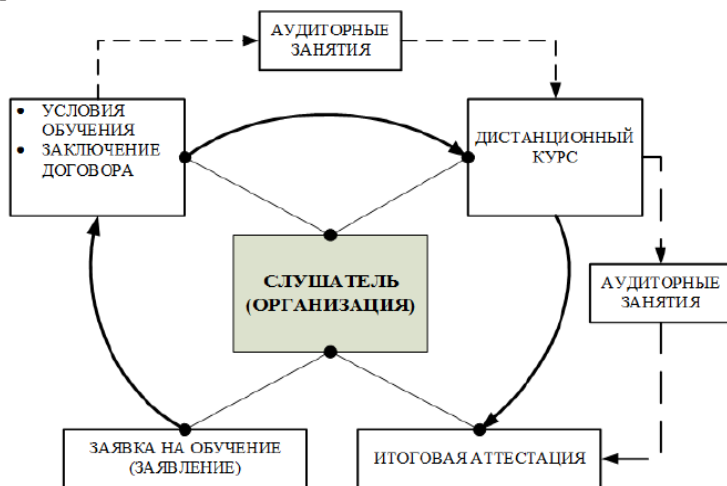 АУДИТОРНЫЕ
ЗАНЯТИЯ
• УСЛОВИЯ
ОБУЧЕНИЯ
• ЗАКЛЮЧЕНИЕ
ДОГОВОРА
ДИСТАНЦИОННЫЙ
КУРС
СЛУШАТЕЛЬ
(ОРГАНИЗАЦИЯ)
АУДИТОРНЫЕ
ЗАНЯТИЯ
ЗАЯВКА НА ОБУЧЕНИЕ
(ЗАЯВЛЕНИЕ)
ИТОГОВАЯ АТТЕСТАЦИЯ